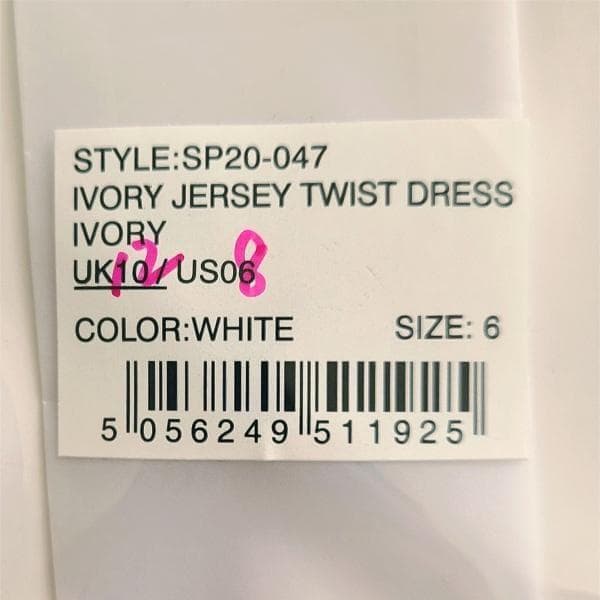 STYLE:SP20-047
IVORY JERSEY TWIST DRESS
IVORY
UK10/US06
12 8
COLOR:WHITE SIZE: 6
5 056249 511925